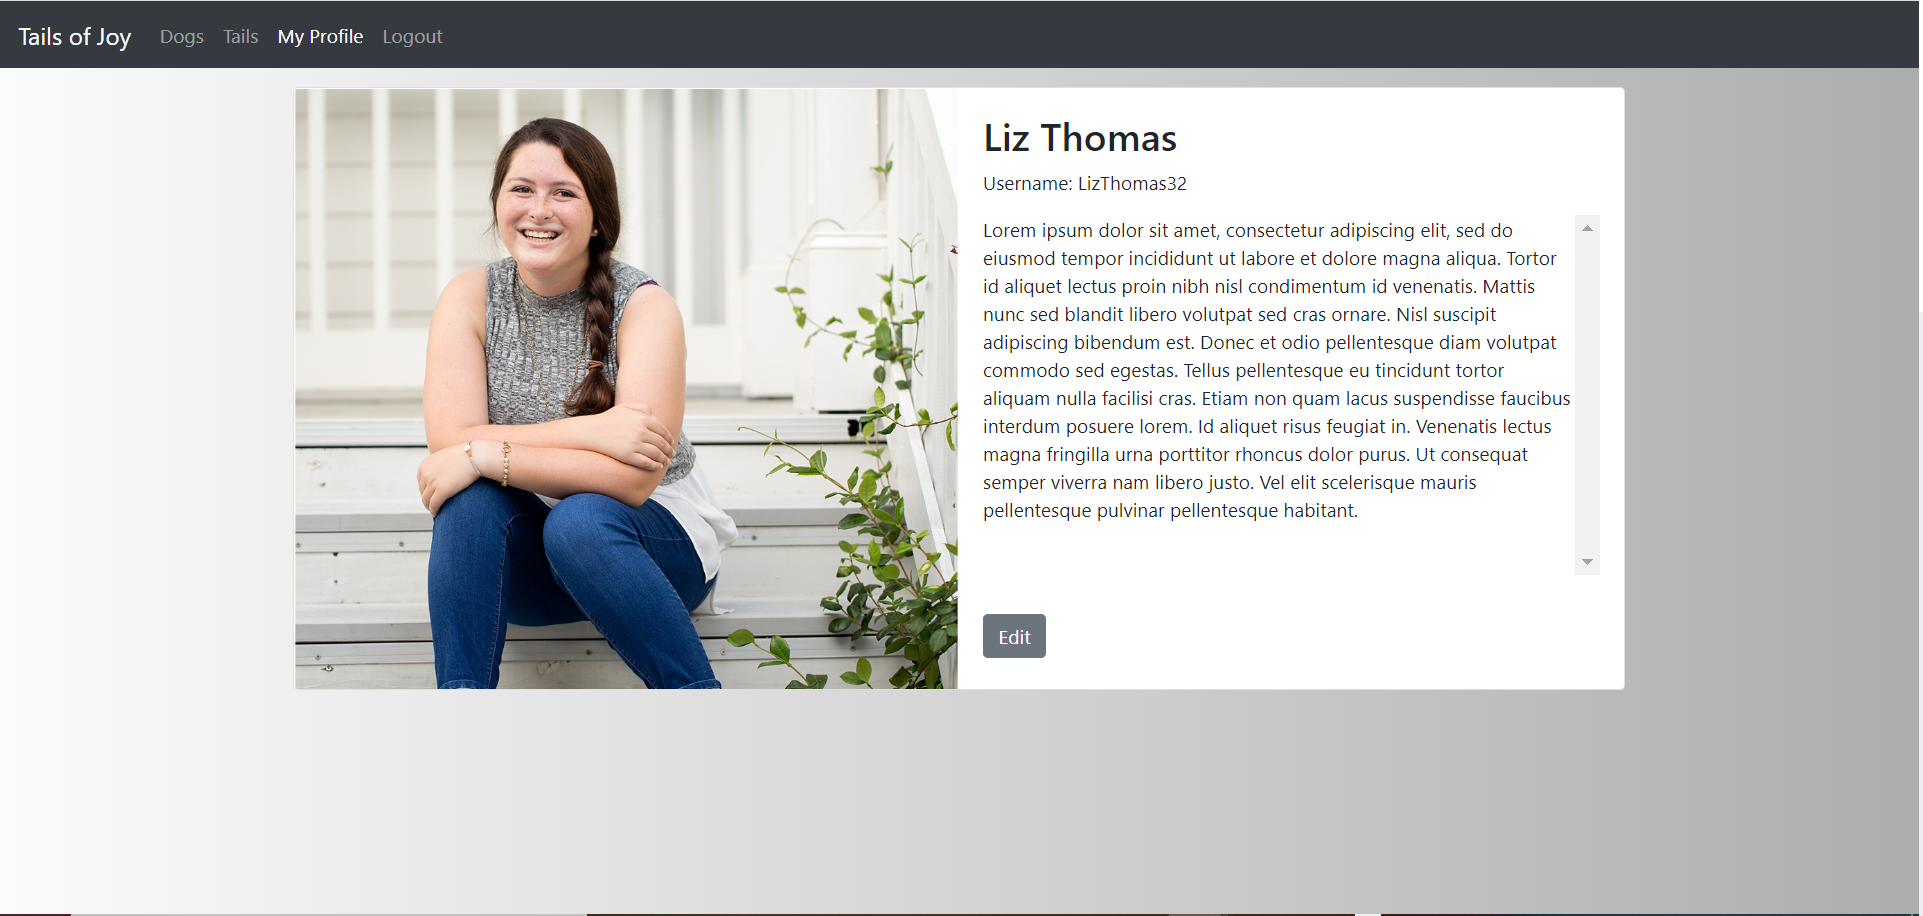 Tails of Joy Dogs Tails My Profile Logout
Liz Thomas
Username: LizThomas32
Lorem ipsum dolor sit amet, consectetur adipiscing elit, sed do
eiusmod tempor incididunt ut labore et dolore magna aliqua. Tortor
id aliquet lectus proin nibh nisl condimentum id venenatis. Mattis
nunc sed blandit libero volutpat sed cras ornare. Nisl suscipit
adipiscing bibendum est. Donec et odio pellentesque diam volutpat
commodo sed egestas. Tellus pellentesque eu tincidunt tortor
aliquam nulla facilisi cras. Etiam non quam lacus suspendisse faucibus
interdum posuere lorem. Id aliquet risus feugiat in. Venenatis lectus
magna fringilla urna porttitor rhoncus dolor purus. Ut consequat
semper viverra nam libero justo. Vel elit scelerisque mauris
pellentesque pulvinar pellentesque habitant.
Edit